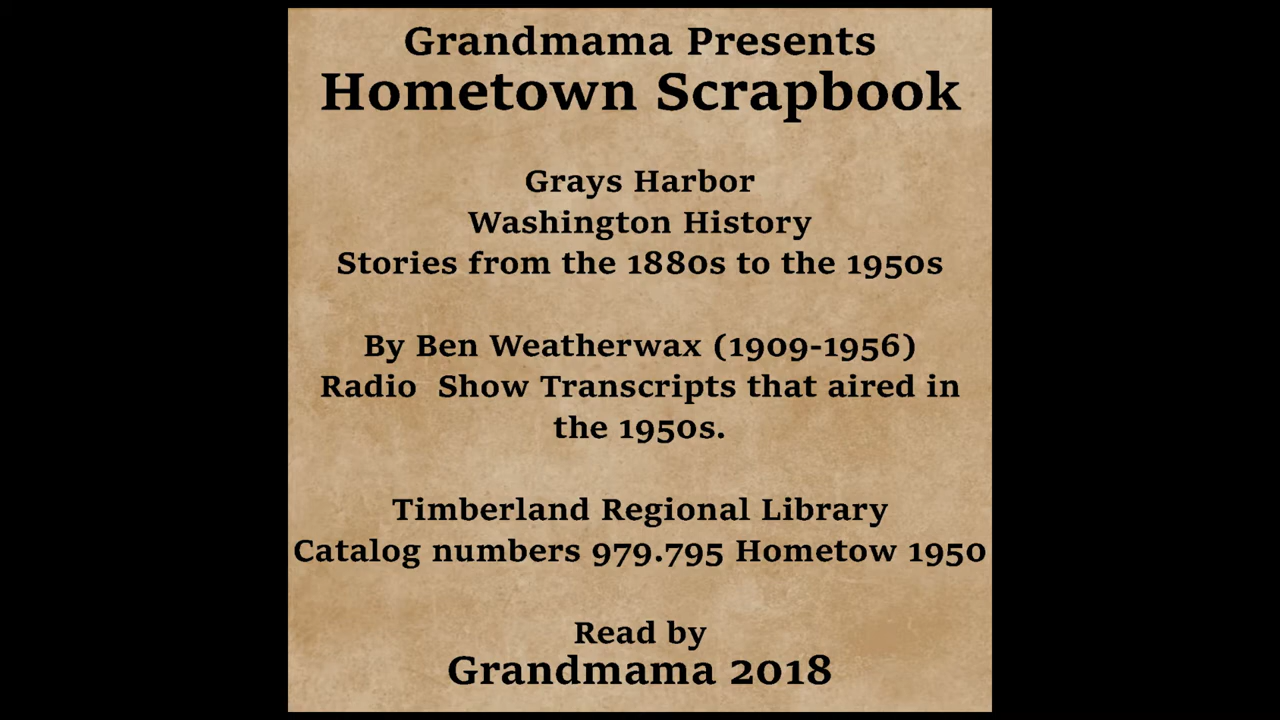 Grandmama Presents
Hometown Scrapbook
Grays Harbor
Washington History
Stories from the 1880s to the 1950s
By Ben Weatherwax (1909-1956)
Radio  Show Transcripts that aired in
the 1950s.
Timberland Regional Library
Catalog numbers 979.795 Hometow 1950
Read by
Grandmama 2018